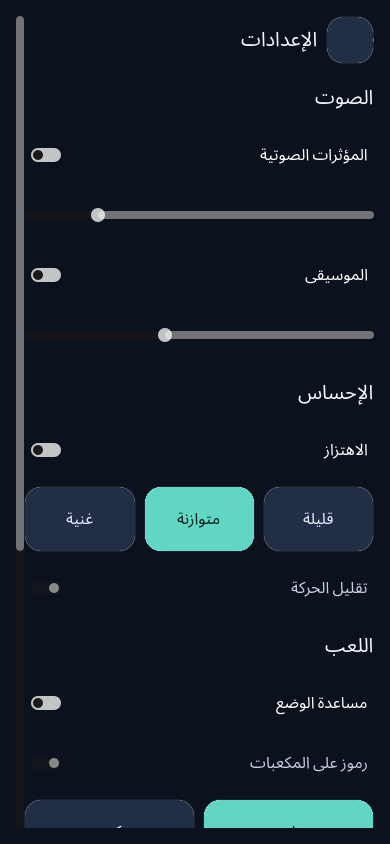 الإعدادات
الصوت
المؤثرات الصوتية
الموسيقى
الإحساس
الاهتزاز
قليلة
متوازنة
غنية
تقليل الحركة
اللعب
مساعدة الوضع
رموز على المكعبات